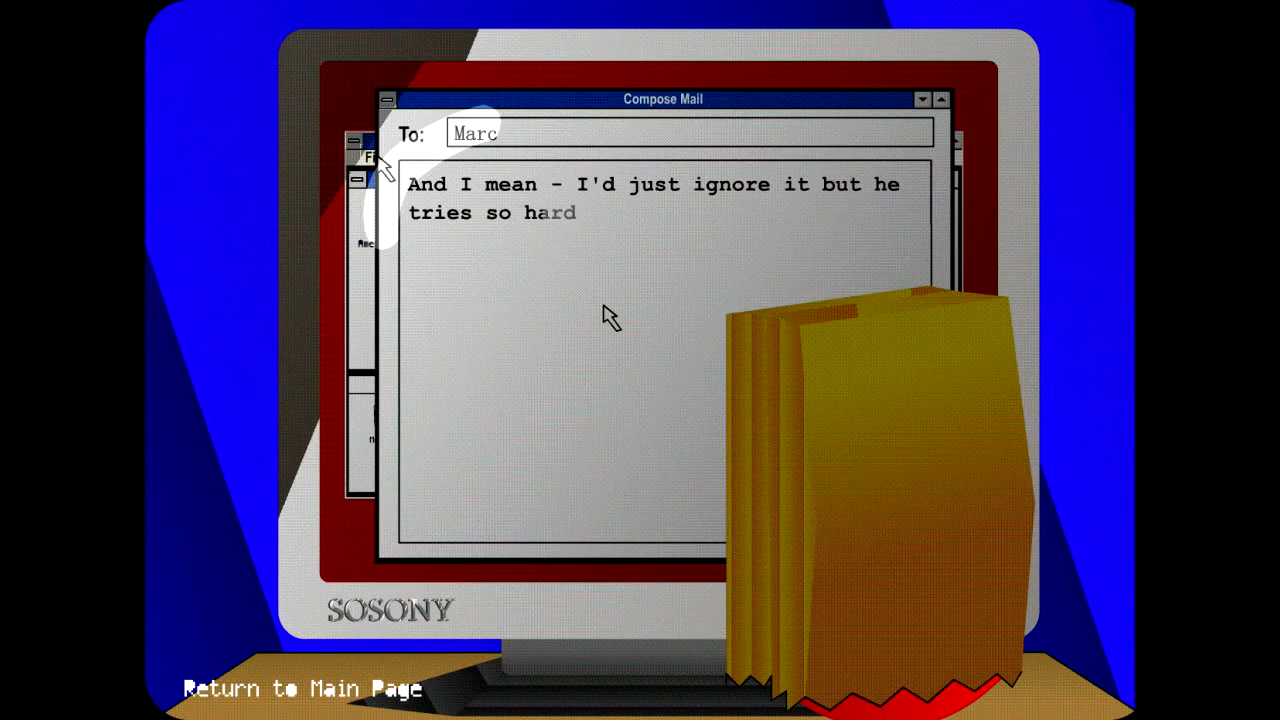 Compose Mail
To: Marc
Fi
And I mean - I'd just ignore it but he
tries so hard
SOSONY
Return to Main Page